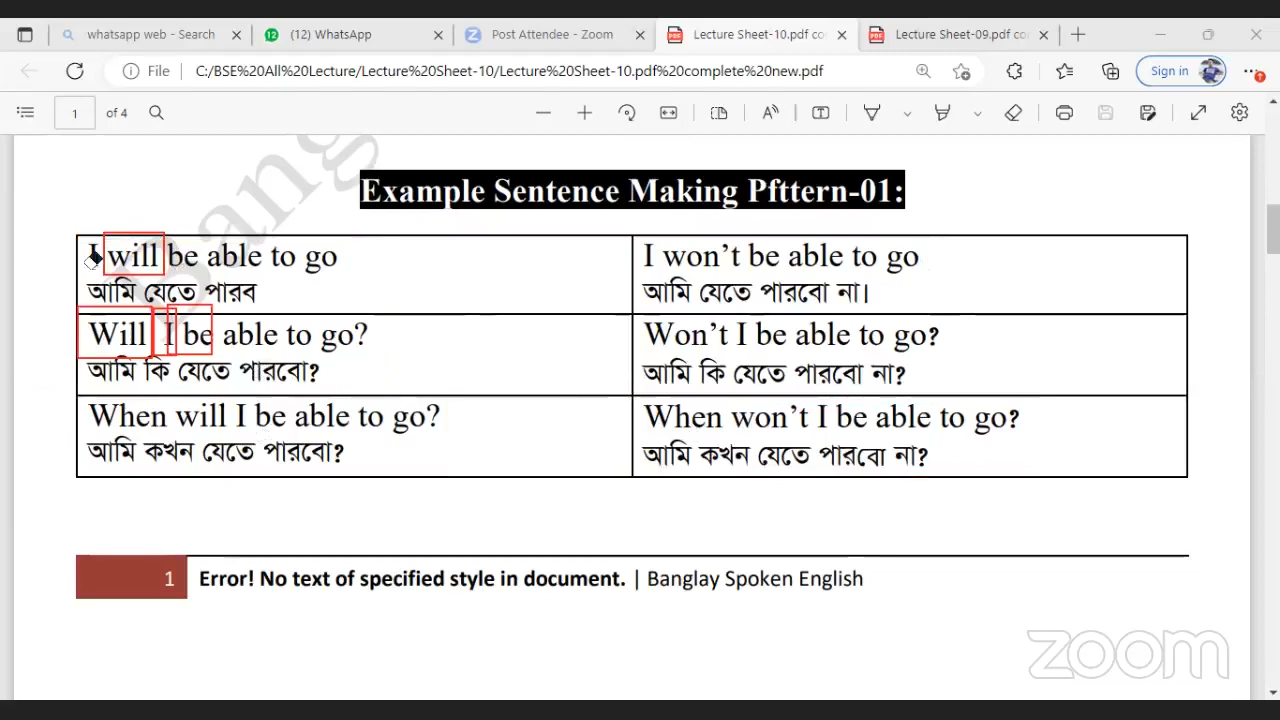 whatsapp web - Search
(12) WhatsApp
Post Attendee - Zoom
Lecture Sheet-10.pdf co
Lecture Sheet-09.pdf co
File
C:/BSE%20All%20Lecture/Lecture%20Sheet-10/Lecture%20Sheet-10.pdf%20complete%20new.pdf
Sign in
1
of 4
Bang
Example Sentence Making Pfttern-01:
I will be able to go
আমি যেতে পারব
I won’t be able to go
আমি যেতে পারবো না।
Will I be able to go?
আমি কি যেতে পারবো?
Won’t I be able to go?
আমি কি যেতে পারবো না?
When will I be able to go?
আমি কখন যেতে পারবো?
When won’t I be able to go?
আমি কখন যেতে পারবো না?
1 Error! No text of specified style in document. | Banglay Spoken English
zoom